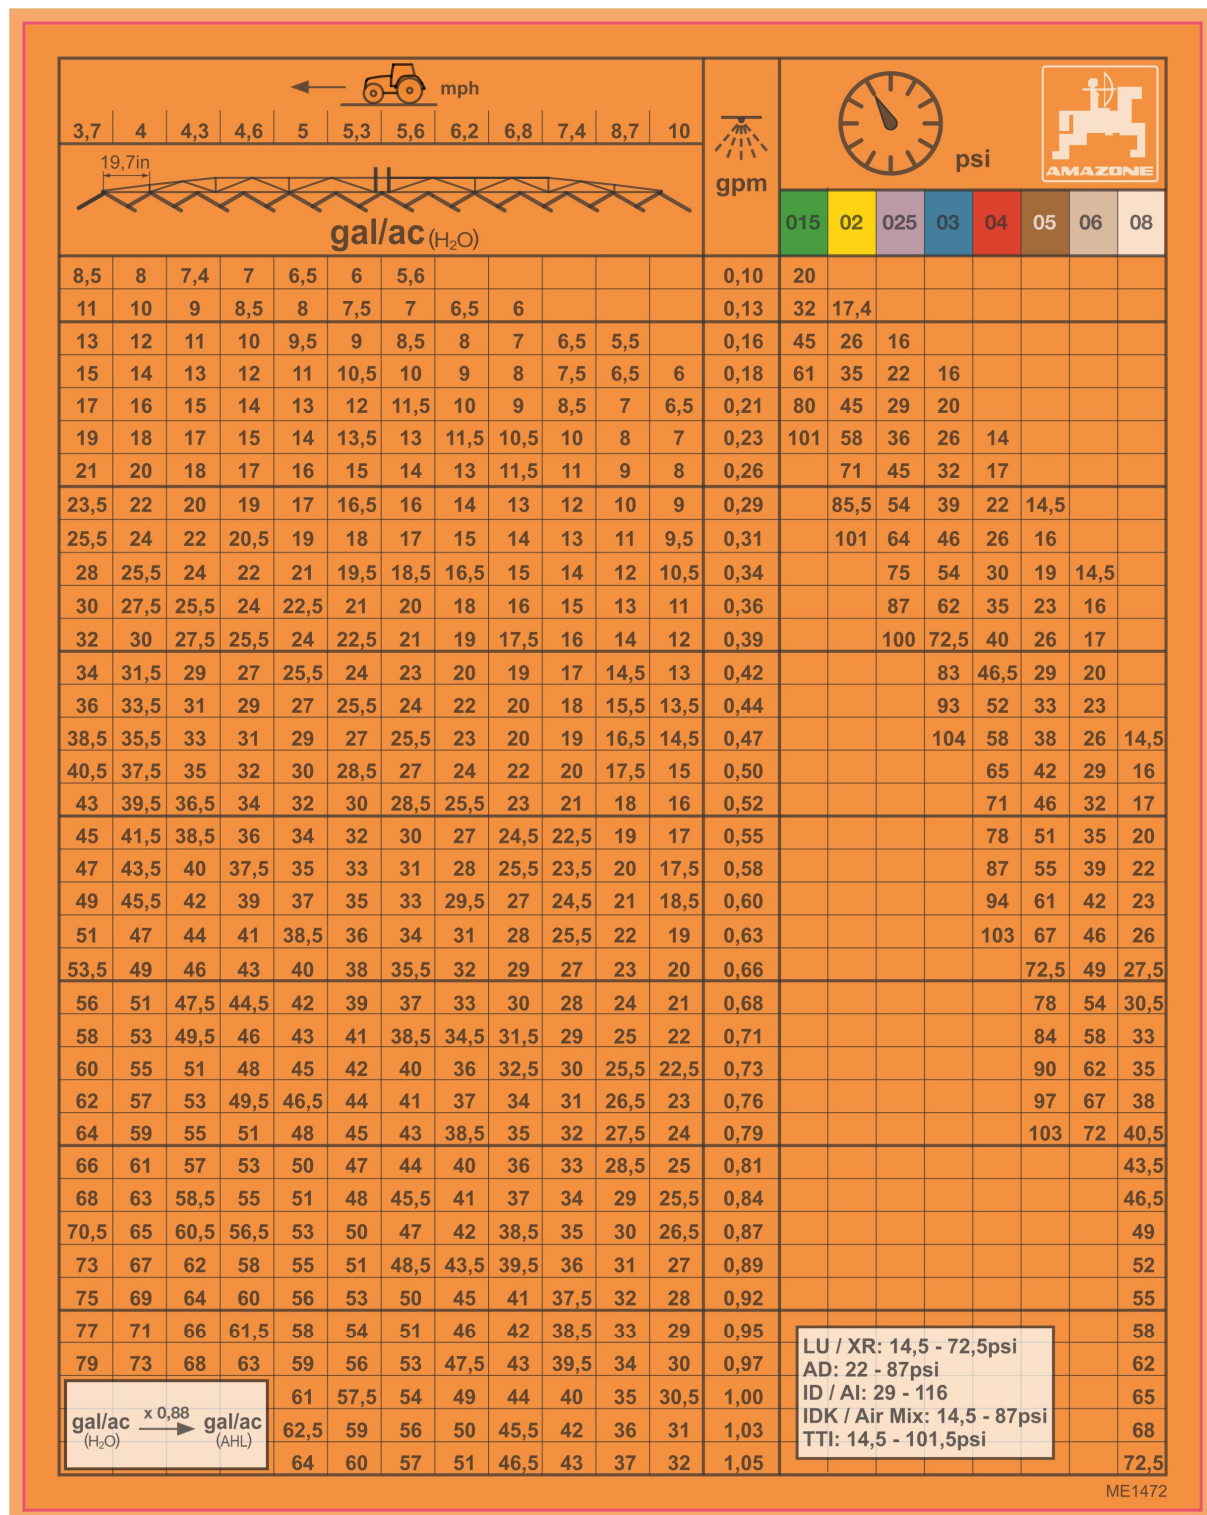 mph
3,7 4 4,3 4,6 5 5,3 5,6 6,2 6,8 7,4 8,7 10
19,7in
gal/ac (H₂O)
gpm
psi
AMAZONE
015 02 025 03 04 05 06 08
8,5 8 7,4 7 6,5 6 5,6 0,10 20
11 10 9 8,5 8 7,5 7 6,5 6 0,13 32 17,4
13 12 11 10 9,5 9 8,5 8 7 6,5 5,5 0,16 45 26 16
15 14 13 12 11 10,5 10 9 8 7,5 6,5 6 0,18 61 35 22 16
17 16 15 14 13 12 11,5 10 9 8,5 7 6,5 0,21 80 45 29 20
19 18 17 15 14 13,5 13 11,5 10,5 10 8 7 0,23 101 58 36 26 14
21 20 18 17 16 15 14 13 11,5 11 9 8 0,26 71 45 32 17
23,5 22 20 19 17 16,5 16 14 13 12 10 9 0,29 85,5 54 39 22 14,5
25,5 24 22 20,5 19 18 17 15 14 13 11 9,5 0,31 101 64 46 26 16
28 25,5 24 22 21 19,5 18,5 16,5 15 14 12 10,5 0,34 75 54 30 19 14,5
30 27,5 25,5 24 22,5 21 20 18 16 15 13 11 0,36 87 62 35 23 16
32 30 27,5 25,5 24 22,5 21 19 17,5 16 14 12 0,39 100 72,5 40 26 17
34 31,5 29 27 25,5 24 23 20 19 17 14,5 13 0,42 83 46,5 29 20
36 33,5 31 29 27 25,5 24 22 20 18 15,5 13,5 0,44 93 52 33 23
38,5 35,5 33 31 29 27 25,5 23 20 19 16,5 14,5 0,47 104 58 38 26 14,5
40,5 37,5 35 32 30 28,5 27 24 22 20 17,5 15 0,50 65 42 29 16
43 39,5 36,5 34 32 30 28,5 25,5 23 21 18 16 0,52 71 46 32 17
45 41,5 38,5 36 34 32 30 27 24,5 22,5 19 17 0,55 78 51 35 20
47 43,5 40 37,5 35 33 31 28 25,5 23,5 20 17,5 0,58 87 55 39 22
49 45,5 42 39 37 35 33 29,5 27 24,5 21 18,5 0,60 94 61 42 23
51 47 44 41 38,5 36 34 31 28 25,5 22 19 0,63 103 67 46 26
53,5 49 46 43 40 38 35,5 32 29 27 23 20 0,66 72,5 49 27,5
56 51 47,5 44,5 42 39 37 33 30 28 24 21 0,68 78 54 30,5
58 53 49,5 46 43 41 38,5 34,5 31,5 29 25 22 0,71 84 58 33
60 55 51 48 45 42 40 36 32,5 30 25,5 22,5 0,73 90 62 35
62 57 53 49,5 46,5 44 41 37 34 31 26,5 23 0,76 97 67 38
64 59 55 51 48 45 43 38,5 35 32 27,5 24 0,79 103 72 40,5
66 61 57 53 50 47 44 40 36 33 28,5 25 0,81 43,5
68 63 58,5 55 51 48 45,5 41 37 34 29 25,5 0,84 46,5
70,5 65 60,5 56,5 53 50 47 42 38,5 35 30 26,5 0,87 49
73 67 62 58 55 51 48,5 43,5 39,5 36 31 27 0,89 52
75 69 64 60 56 53 50 45 41 37,5 32 28 0,92 55
77 71 66 61,5 58 54 51 46 42 38,5 33 29 0,95 58
79 73 68 63 59 56 53 47,5 43 39,5 34 30 0,97 62
61 57,5 54 49 44 40 35 30,5 1,00 65
62,5 59 56 50 45,5 42 36 31 1,03 68
64 60 57 51 46,5 43 37 32 1,05 72,5
gal/ac x 0,88 gal/ac
(H₂O) (AHL)
LU / XR: 14,5 - 72,5psi
AD: 22 - 87psi
ID / AI: 29 - 116
IDK / Air Mix: 14,5 - 87psi
TTI: 14,5 - 101,5psi
ME1472